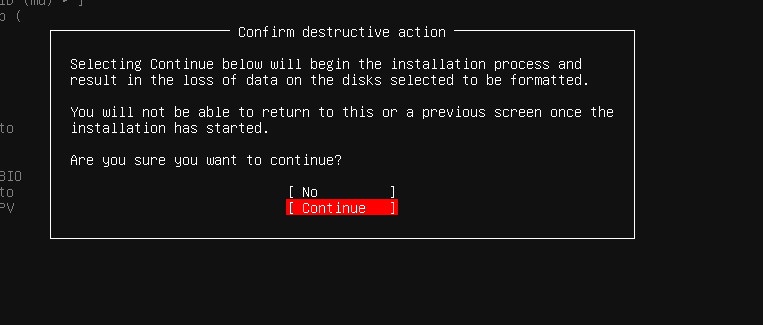 Confirm destructive action
Selecting Continue below will begin the installation process and
result in the loss of data on the disks selected to be formatted.
You will not be able to return to this or a previous screen once the
installation has started.
to
Are you sure you want to continue?
BIO
[ No ]
to
[ Continue ]
PV